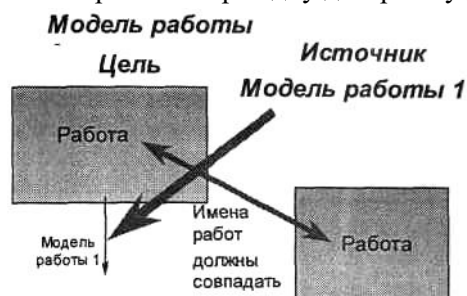 Модель работы
Цель
Источник
Модель работы 1
Работа
Модель
работы 1
Имена
работ
должны
совпадать
Работа